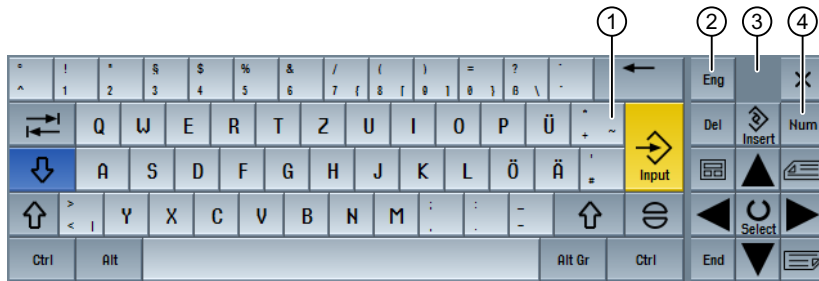 1 2 3 4
° ! " § $ % & / ( ) = ? `
^ 1 2 3 4 5 6 7 { 8 [ 9 ] 0 } ß \ ´ Eng
Q W E R T Z U I O P Ü * + ~ Del Insert Num
A S D F G H J K L Ö Ä ' # Input
> < | Y X C V B N M ; , : . _ - Select
Ctrl Alt Alt Gr Ctrl End